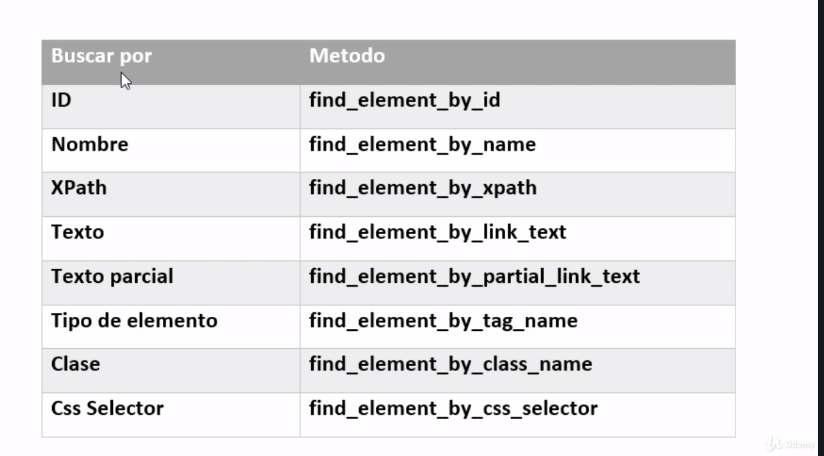 Buscar por Metodo
ID find_element_by_id
Nombre find_element_by_name
XPath find_element_by_xpath
Texto find_element_by_link_text
Texto parcial find_element_by_partial_link_text
Tipo de elemento find_element_by_tag_name
Clase find_element_by_class_name
Css Selector find_element_by_css_selector
Udemy